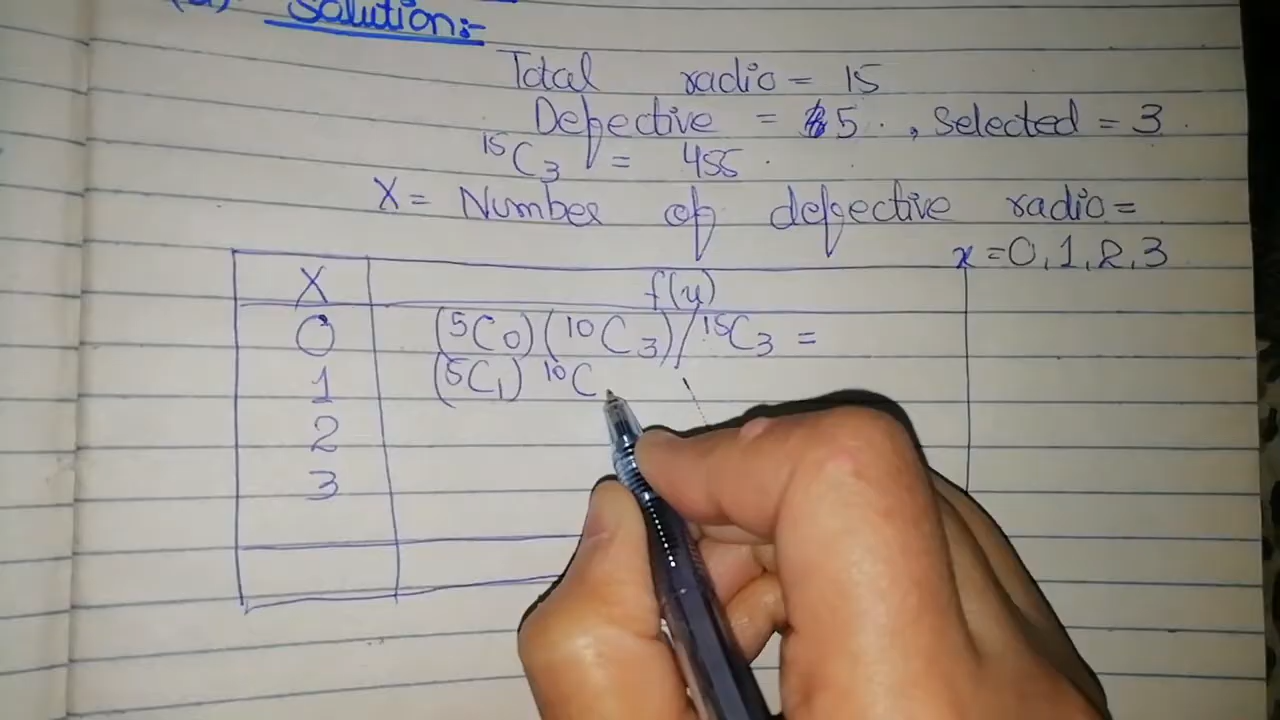 (a) Solution:-
Total radio = 15
Defective = 5 , Selected = 3
¹⁵C₃ = 455
X = Number of defective radio =
x = 0, 1, 2, 3
X f(x)
0 (⁵C₀)(¹⁰C₃)/¹⁵C₃ =
1 (⁵C₁) ¹⁰C
2
3